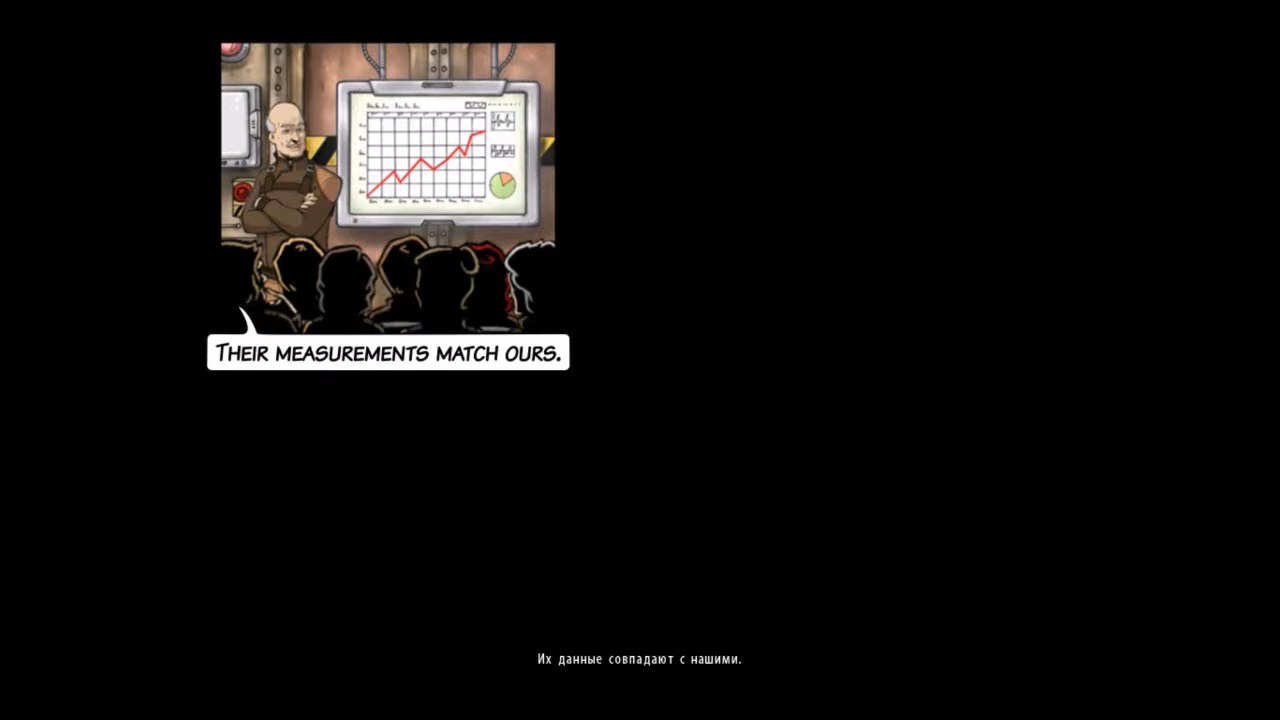 THEIR MEASUREMENTS MATCH OURS.
Их данные совпадают с нашими.